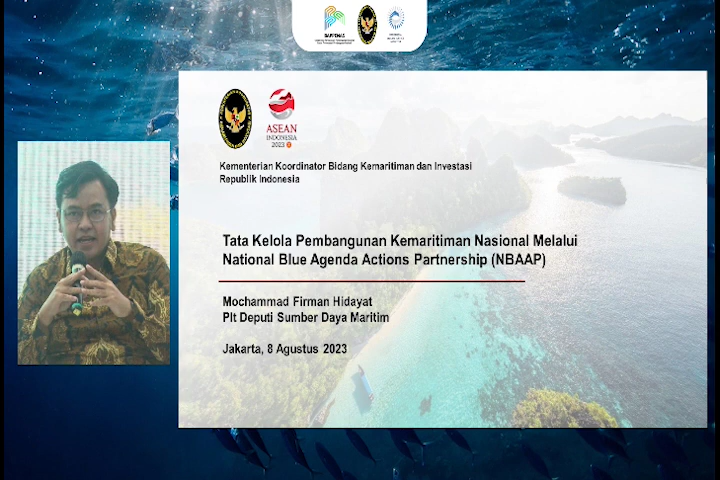 BAPPENAS
ASEAN
INDONESIA
2023
Kementerian Koordinator Bidang Kemaritiman dan Investasi
Republik Indonesia
Tata Kelola Pembangunan Kemaritiman Nasional Melalui
National Blue Agenda Actions Partnership (NBAAP)
Mochammad Firman Hidayat
Plt Deputi Sumber Daya Maritim
Jakarta, 8 Agustus 2023